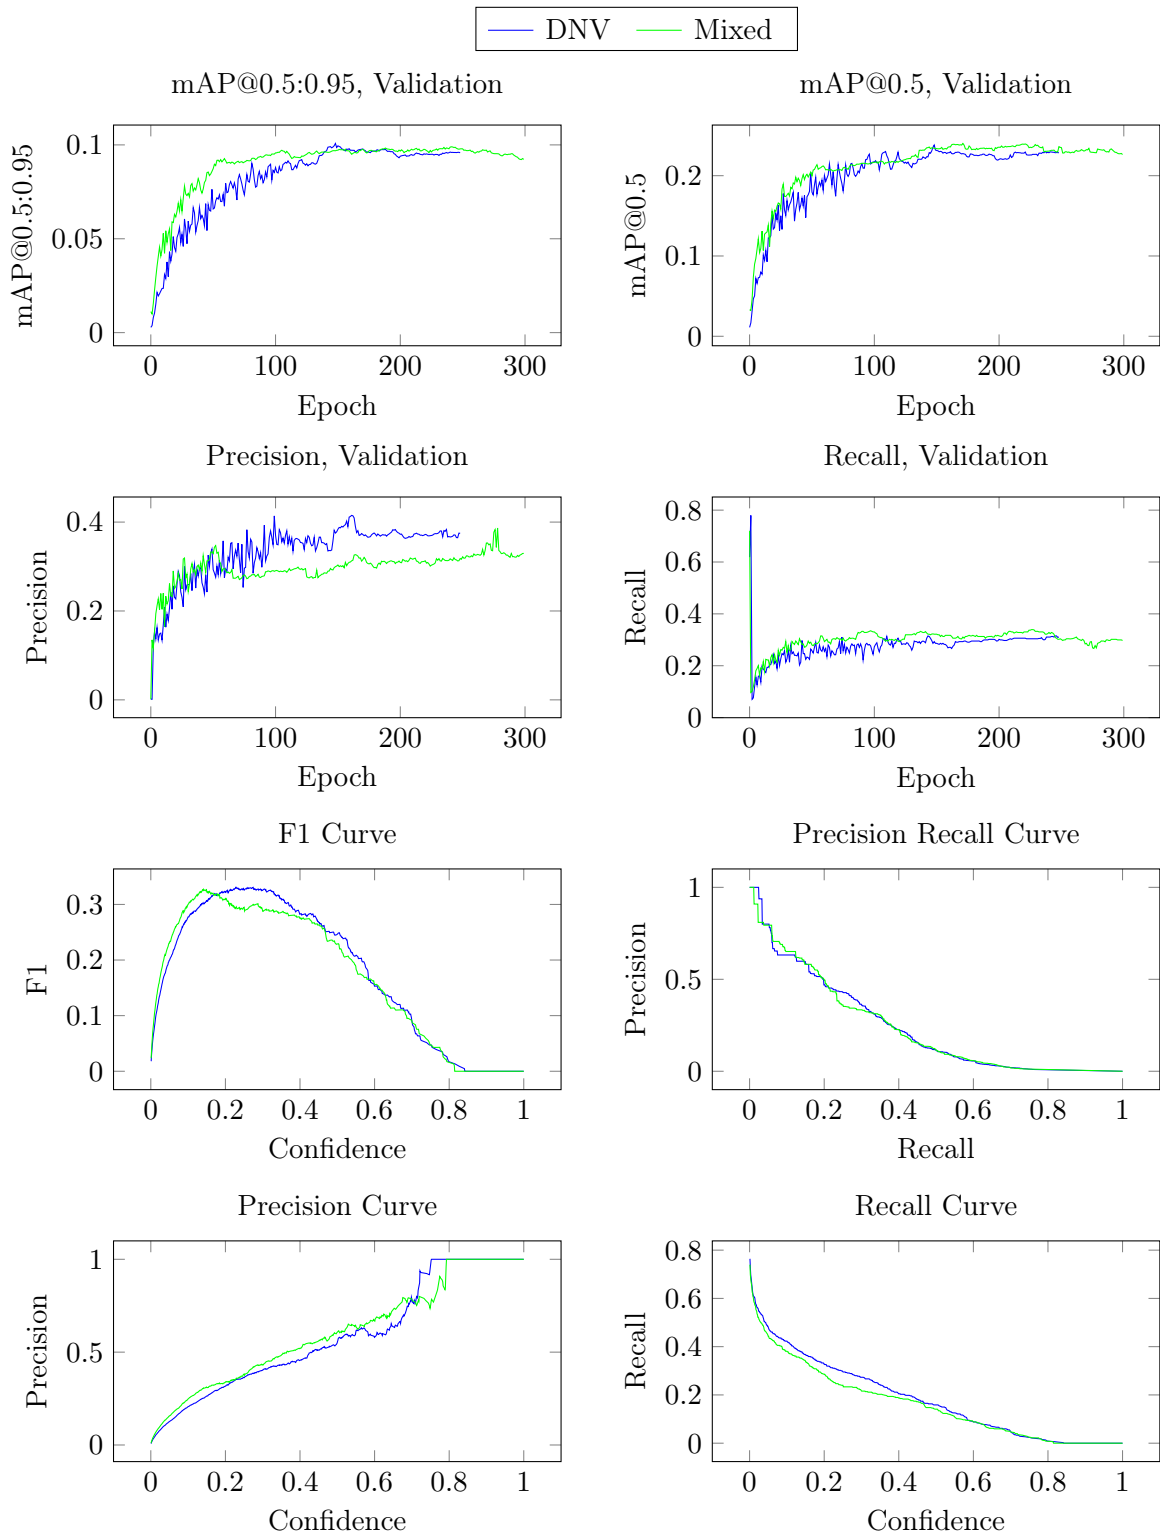 DNV Mixed
mAP@0.5:0.95, Validation
mAP@0.5:0.95
0.1
0.05
0
0 100 200 300
Epoch
mAP@0.5, Validation
mAP@0.5
0.2
0.1
0
0 100 200 300
Epoch
Precision, Validation
Precision
0.4
0.2
0
0 100 200 300
Epoch
Recall, Validation
Recall
0.8
0.6
0.4
0.2
0
0 100 200 300
Epoch
F1 Curve
F1
0.3
0.2
0.1
0
0 0.2 0.4 0.6 0.8 1
Confidence
Precision Recall Curve
Precision
1
0.5
0
0 0.2 0.4 0.6 0.8 1
Recall
Precision Curve
Precision
1
0.5
0
0 0.2 0.4 0.6 0.8 1
Confidence
Recall Curve
Recall
0.8
0.6
0.4
0.2
0
0 0.2 0.4 0.6 0.8 1
Confidence